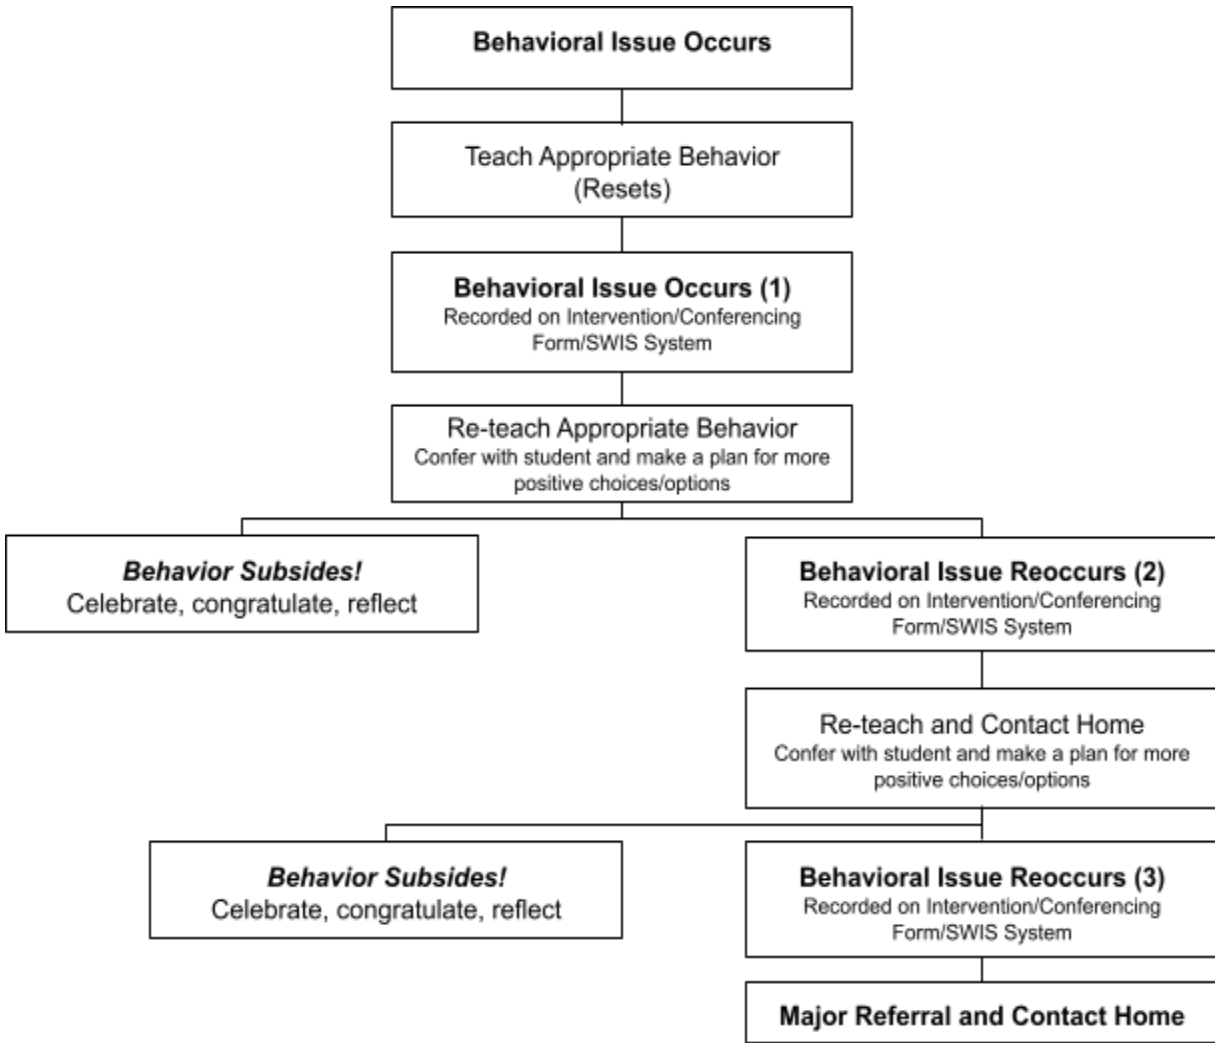 Behavioral Issue Occurs
Teach Appropriate Behavior
(Resets)
Behavioral Issue Occurs (1)
Recorded on Intervention/Conferencing
Form/SWIS System
Re-teach Appropriate Behavior
Confer with student and make a plan for more
positive choices/options
Behavior Subsides!
Celebrate, congratulate, reflect
Behavioral Issue Reoccurs (2)
Recorded on Intervention/Conferencing
Form/SWIS System
Re-teach and Contact Home
Confer with student and make a plan for more
positive choices/options
Behavior Subsides!
Celebrate, congratulate, reflect
Behavioral Issue Reoccurs (3)
Recorded on Intervention/Conferencing
Form/SWIS System
Major Referral and Contact Home